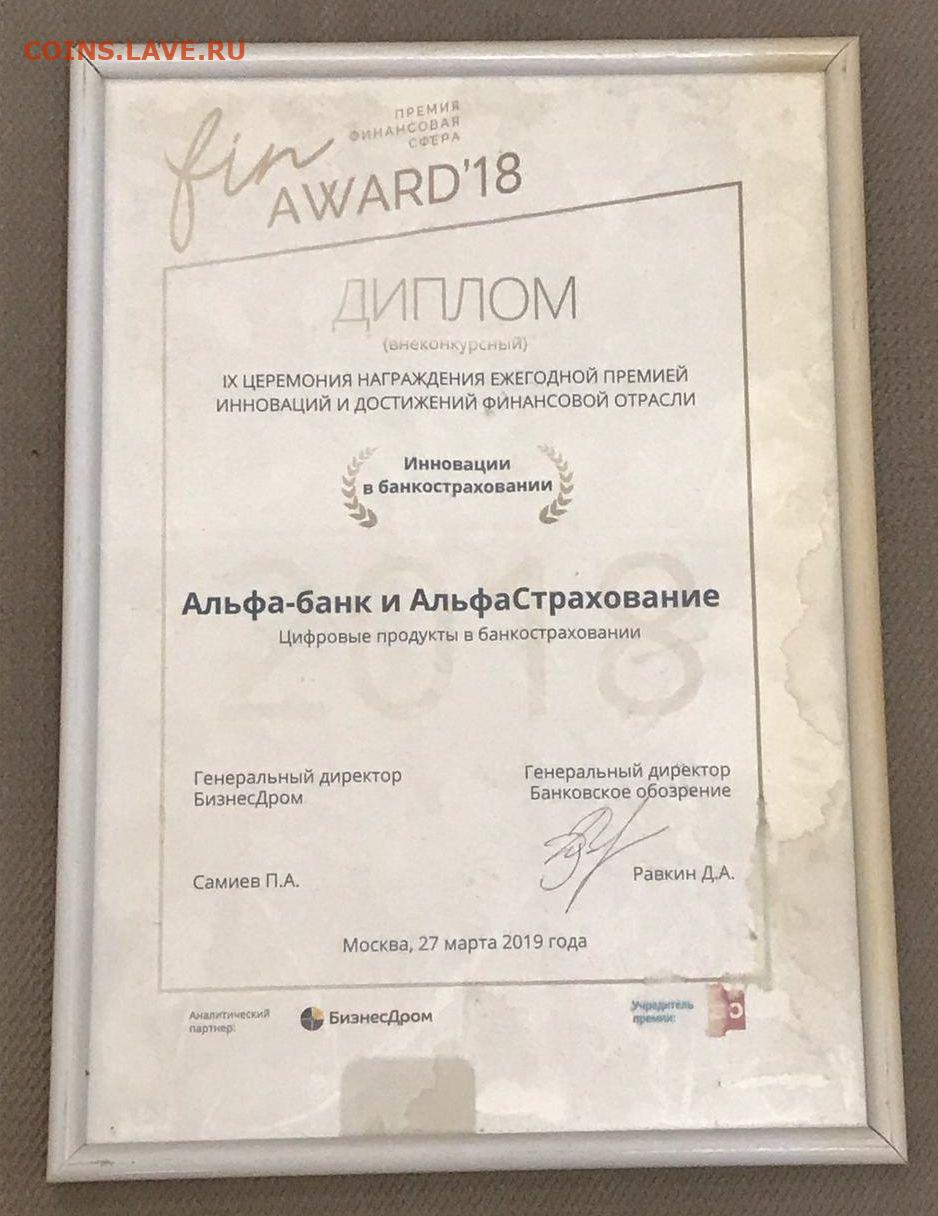 COINS.LAVE.RU
fin
ПРЕМИЯ
ФИНАНСОВАЯ
СФЕРА
AWARD'18
ДИПЛОМ
(внеконкурсный)
IX ЦЕРЕМОНИЯ НАГРАЖДЕНИЯ ЕЖЕГОДНОЙ ПРЕМИЕЙ
ИННОВАЦИЙ И ДОСТИЖЕНИЙ ФИНАНСОВОЙ ОТРАСЛИ
Инновации
в банкостраховании
2018
Альфа-банк и АльфаСтрахование
Цифровые продукты в банкостраховании
Генеральный директор
БизнесДром
Генеральный директор
Банковское обозрение
Самиев П.А.
Равкин Д.А.
Москва, 27 марта 2019 года
Аналитический
партнер:
БизнесДром
Учредитель
премии: